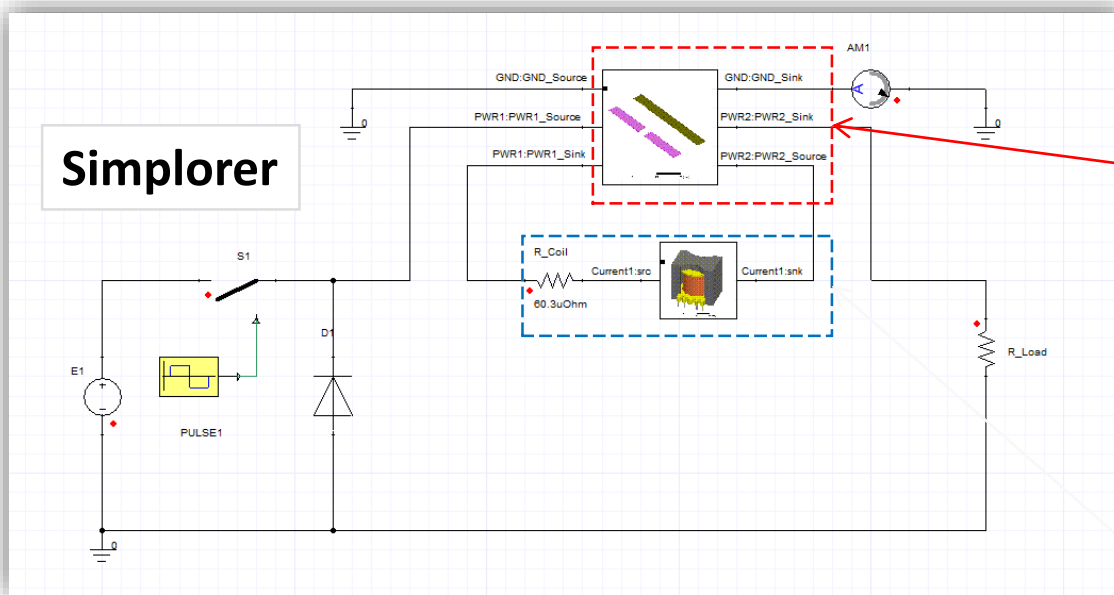 AM1
GND:GND_Source
GND:GND_Sink
0
PWR1:PWR1_Source
PWR2:PWR2_Sink
0
Simplorer
PWR1:PWR1_Sink
PWR2:PWR2_Source
S1
R_Coil
Current1:src
Current1:snk
60.3uOhm
D1
R_Load
E1
PULSE1
0